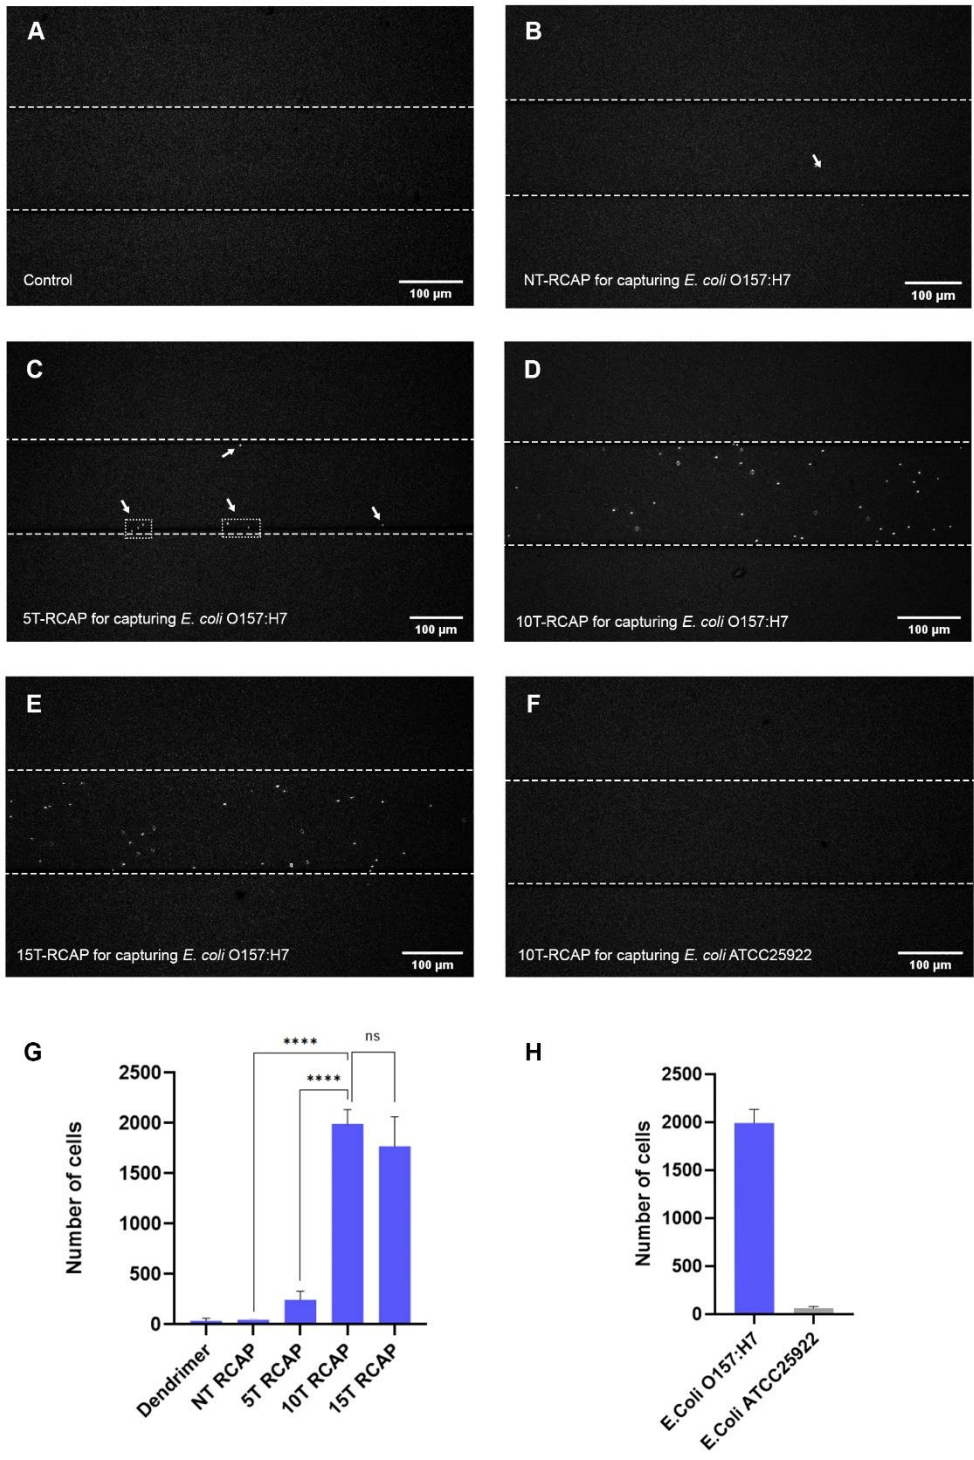 A
Control
100 µm
B
NT-RCAP for capturing E. coli O157:H7
100 µm
C
5T-RCAP for capturing E. coli O157:H7
100 µm
D
10T-RCAP for capturing E. coli O157:H7
100 µm
E
15T-RCAP for capturing E. coli O157:H7
100 µm
F
10T-RCAP for capturing E. coli ATCC25922
100 µm
G
Number of cells
2500
2000
1500
1000
500
0
****
****
ns
Dendrimer
NT RCAP
5T RCAP
10T RCAP
15T RCAP
H
Number of cells
2500
2000
1500
1000
500
0
E.Coli O157:H7
E.Coli ATCC25922